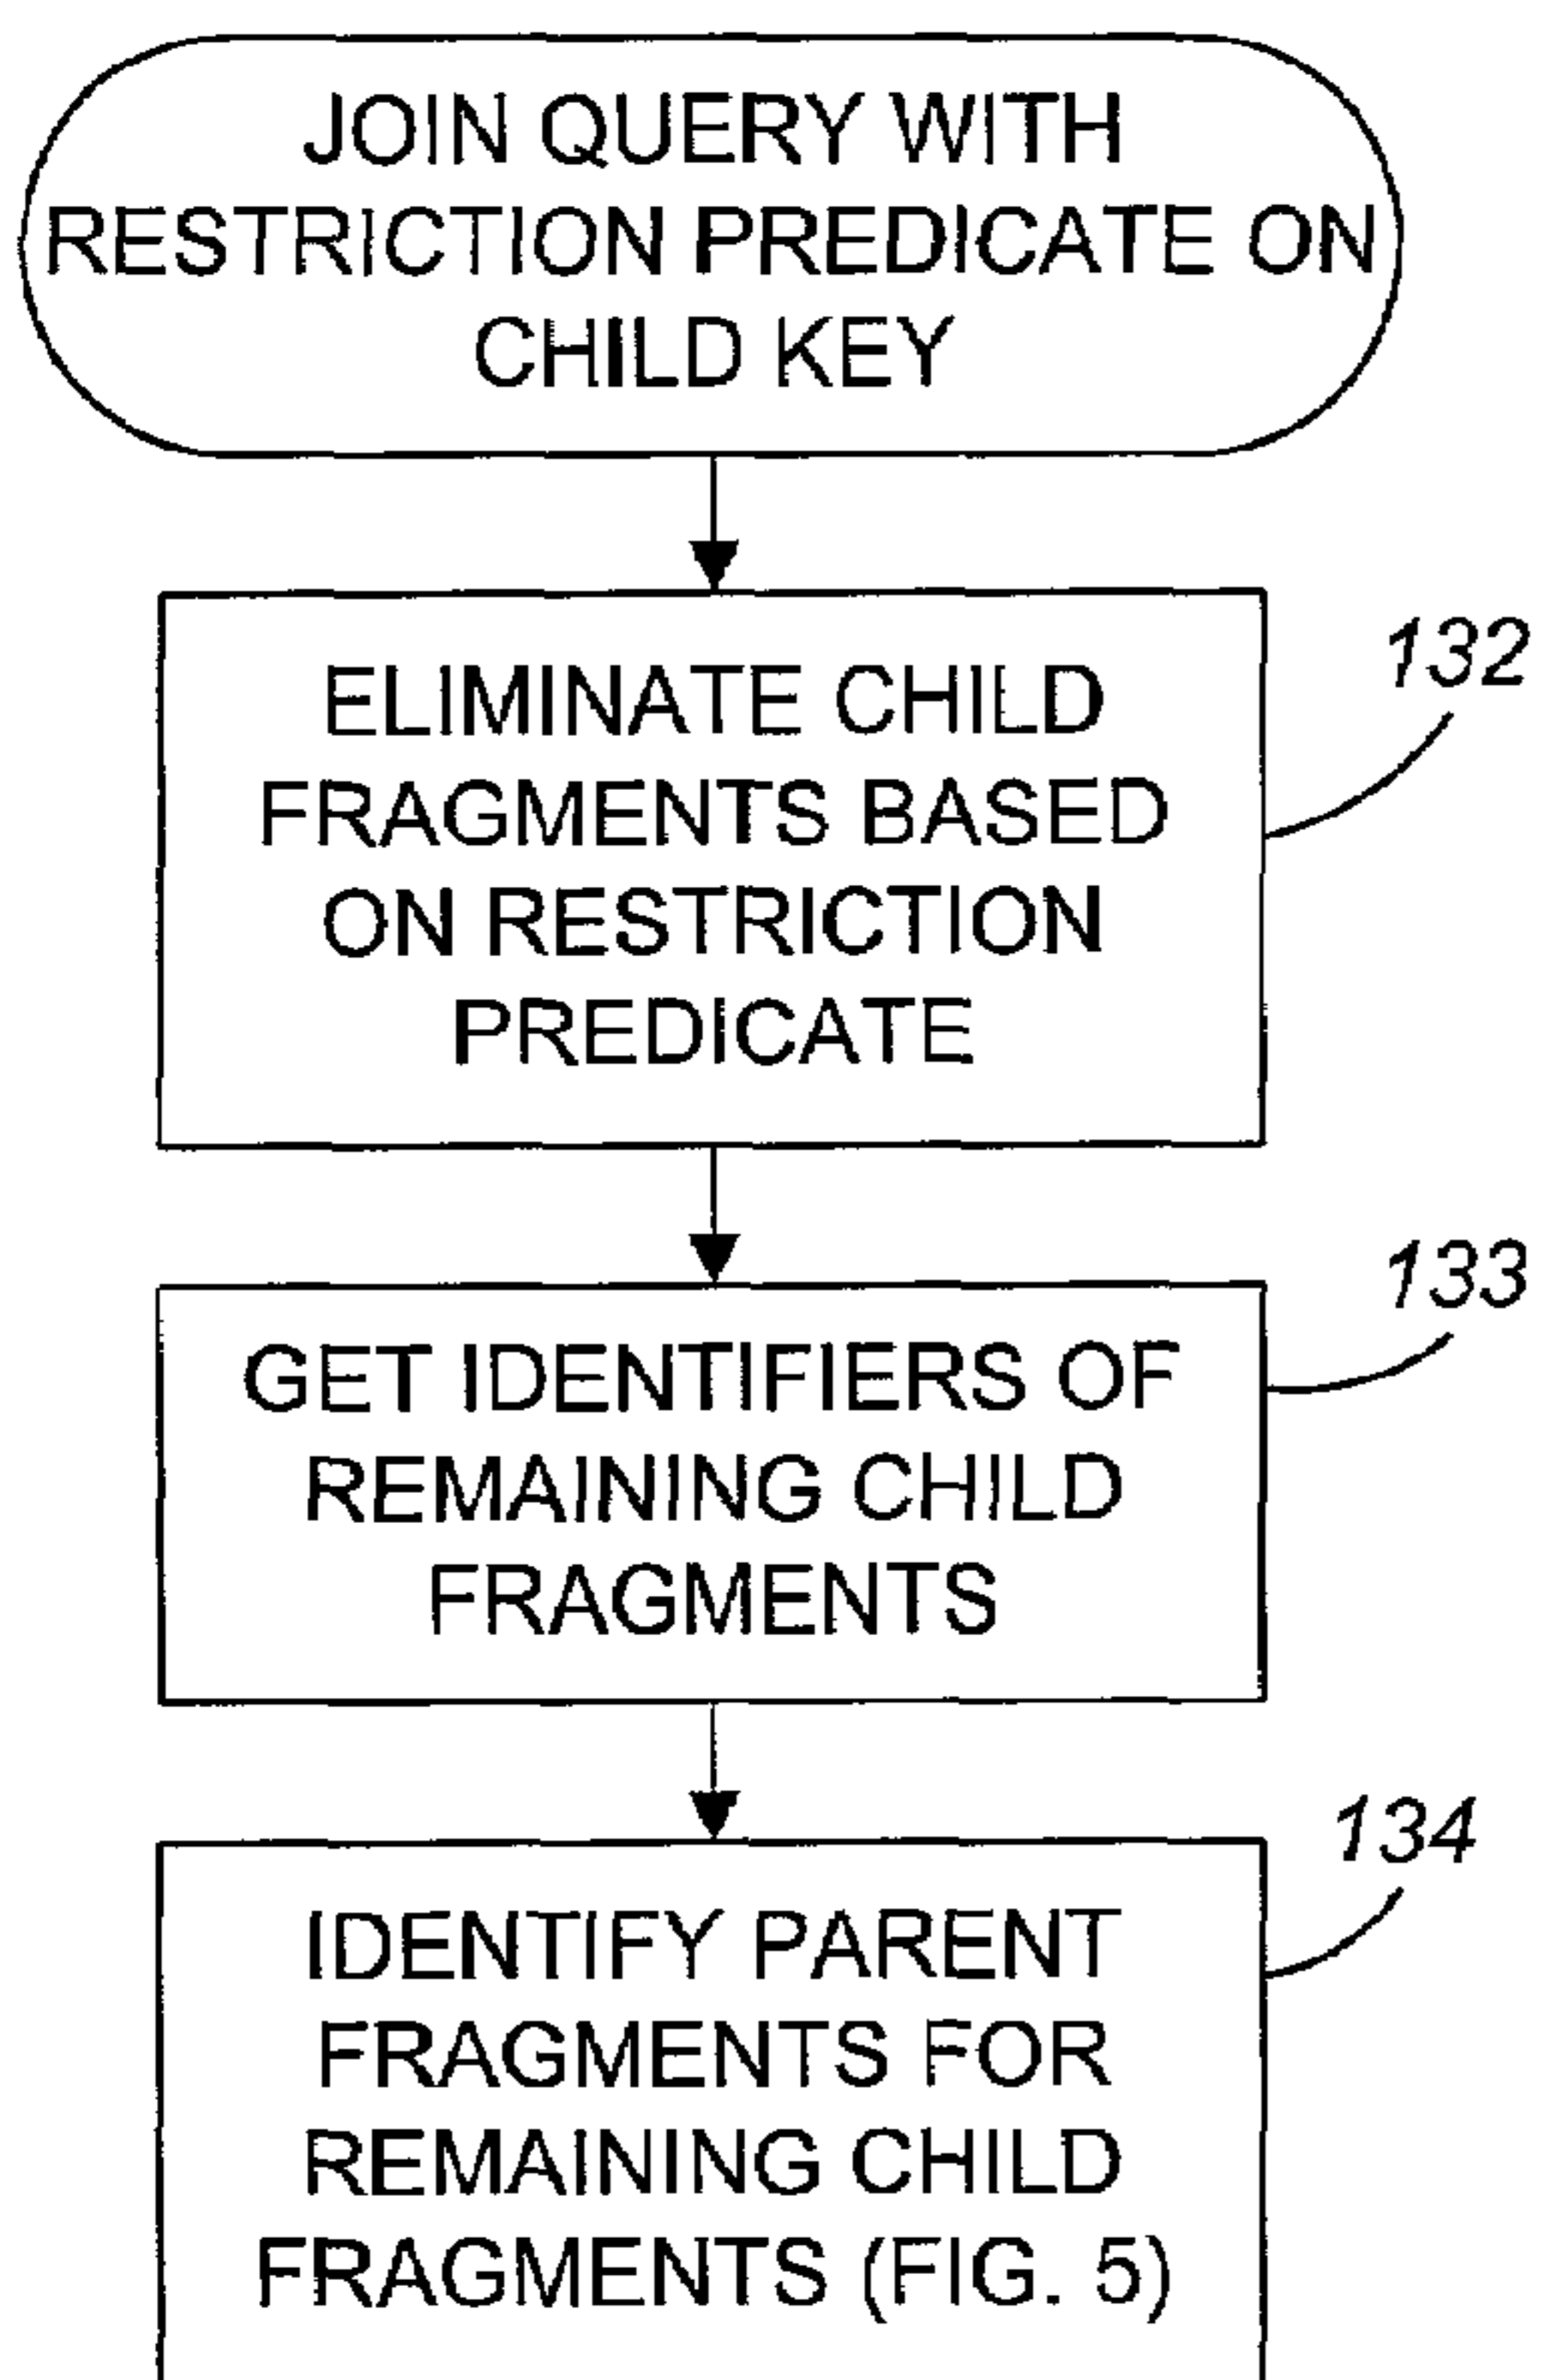 JOIN QUERY WITH
RESTRICTION PREDICATE ON
CHILD KEY
132
ELIMINATE CHILD
FRAGMENTS BASED
ON RESTRICTION
PREDICATE
133
GET IDENTIFIERS OF
REMAINING CHILD
FRAGMENTS
134
IDENTIFY PARENT
FRAGMENTS FOR
REMAINING CHILD
FRAGMENTS (FIG. 5)